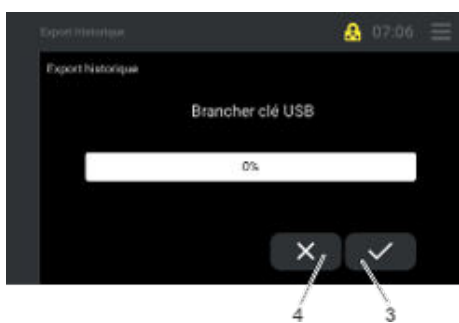 Export historique 07:06
Export historique
Brancher clé USB
0%
4 3